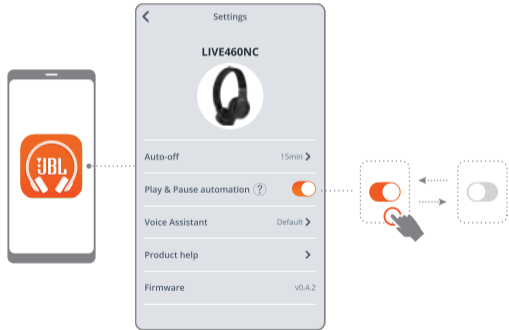 Settings
LIVE460NC
JBL
Auto-off 15min
Play & Pause automation ?
Voice Assistant Default
Product help
Firmware v0.4.2